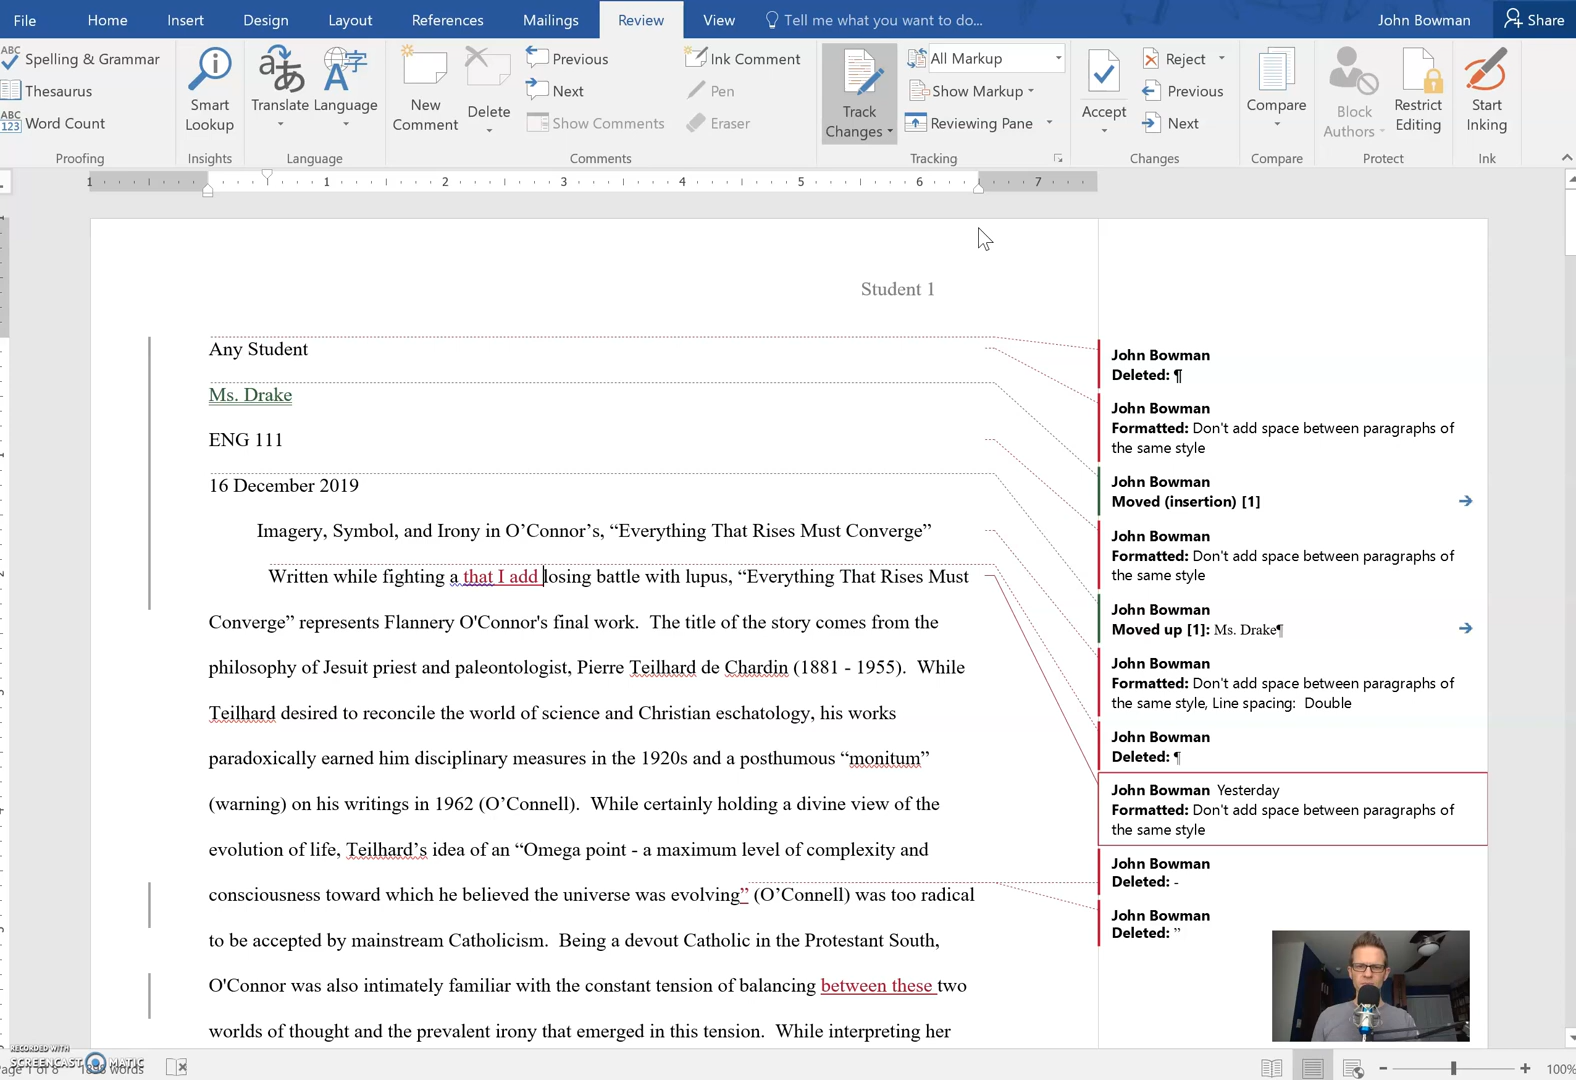 File Home Insert Design Layout References Mailings Review View Tell me what you want to do... John Bowman Share
ABC Spelling & Grammar
Thesaurus
ABC 123 Word Count
Proofing
Smart Lookup
Insights
Translate Language
Language
New Comment Delete
Previous
Next
Show Comments
Ink Comment
Pen
Eraser
Comments
Track Changes
All Markup
Show Markup
Reviewing Pane
Tracking
Accept
Reject
Previous
Next
Changes
Compare
Compare
Block Authors Restrict Editing
Protect
Start Inking
Ink
1 1 2 3 4 5 6 7
Student 1
Any Student
Ms. Drake
ENG 111
16 December 2019
Imagery, Symbol, and Irony in O’Connor’s, “Everything That Rises Must Converge”
Written while fighting a that I add losing battle with lupus, “Everything That Rises Must
Converge” represents Flannery O'Connor's final work.  The title of the story comes from the
philosophy of Jesuit priest and paleontologist, Pierre Teilhard de Chardin (1881 - 1955).  While
Teilhard desired to reconcile the world of science and Christian eschatology, his works
paradoxically earned him disciplinary measures in the 1920s and a posthumous “monitum”
(warning) on his writings in 1962 (O’Connell).  While certainly holding a divine view of the
evolution of life, Teilhard’s idea of an “Omega point - a maximum level of complexity and
consciousness toward which he believed the universe was evolving” (O’Connell) was too radical
to be accepted by mainstream Catholicism.  Being a devout Catholic in the Protestant South,
O'Connor was also intimately familiar with the constant tension of balancing between these two
worlds of thought and the prevalent irony that emerged in this tension.  While interpreting her
John Bowman
Deleted: ¶
John Bowman
Formatted: Don't add space between paragraphs of
the same style
John Bowman
Moved (insertion) [1]
John Bowman
Formatted: Don't add space between paragraphs of
the same style
John Bowman
Moved up [1]: Ms. Drake¶
John Bowman
Formatted: Don't add space between paragraphs of
the same style, Line spacing:  Double
John Bowman
Deleted: ¶
John Bowman Yesterday
Formatted: Don't add space between paragraphs of
the same style
John Bowman
Deleted: -
John Bowman
Deleted: ”
RECORDED WITH
SCREENCAST MATIC
words
100%